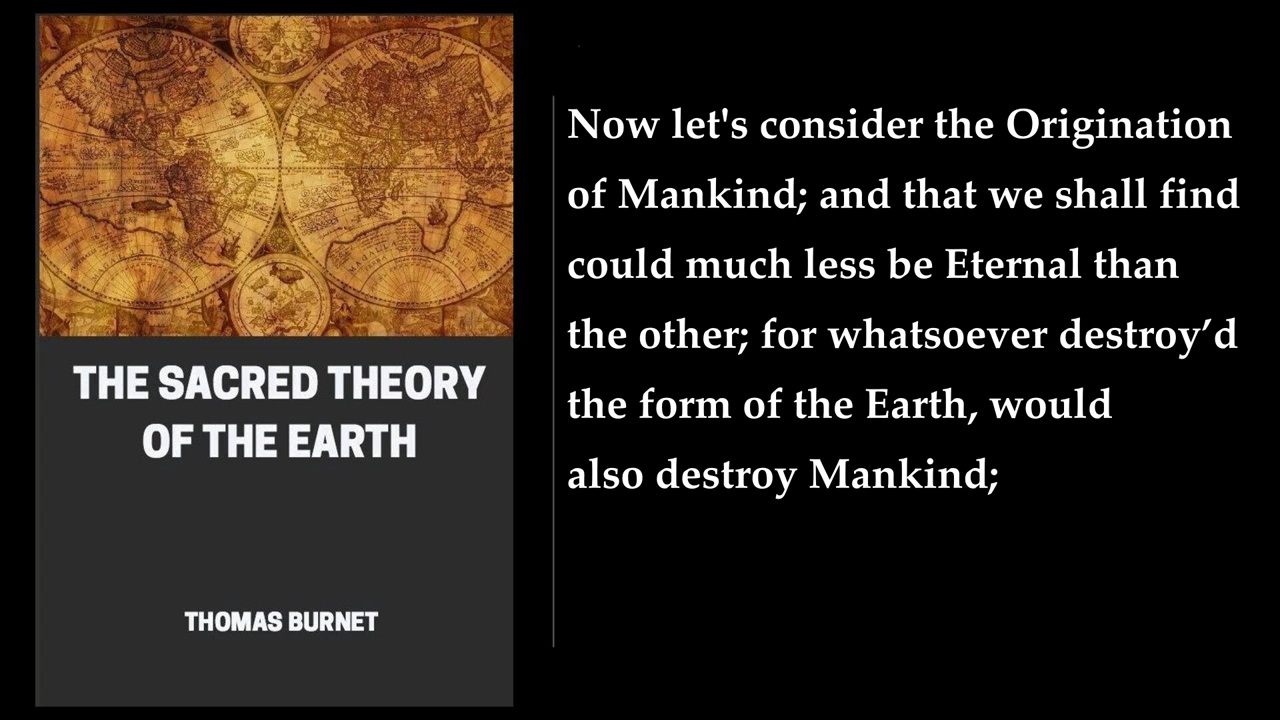 THE SACRED THEORY
OF THE EARTH
THOMAS BURNET
Now let's consider the Origination
of Mankind; and that we shall find
could much less be Eternal than
the other; for whatsoever destroy’d
the form of the Earth, would
also destroy Mankind;